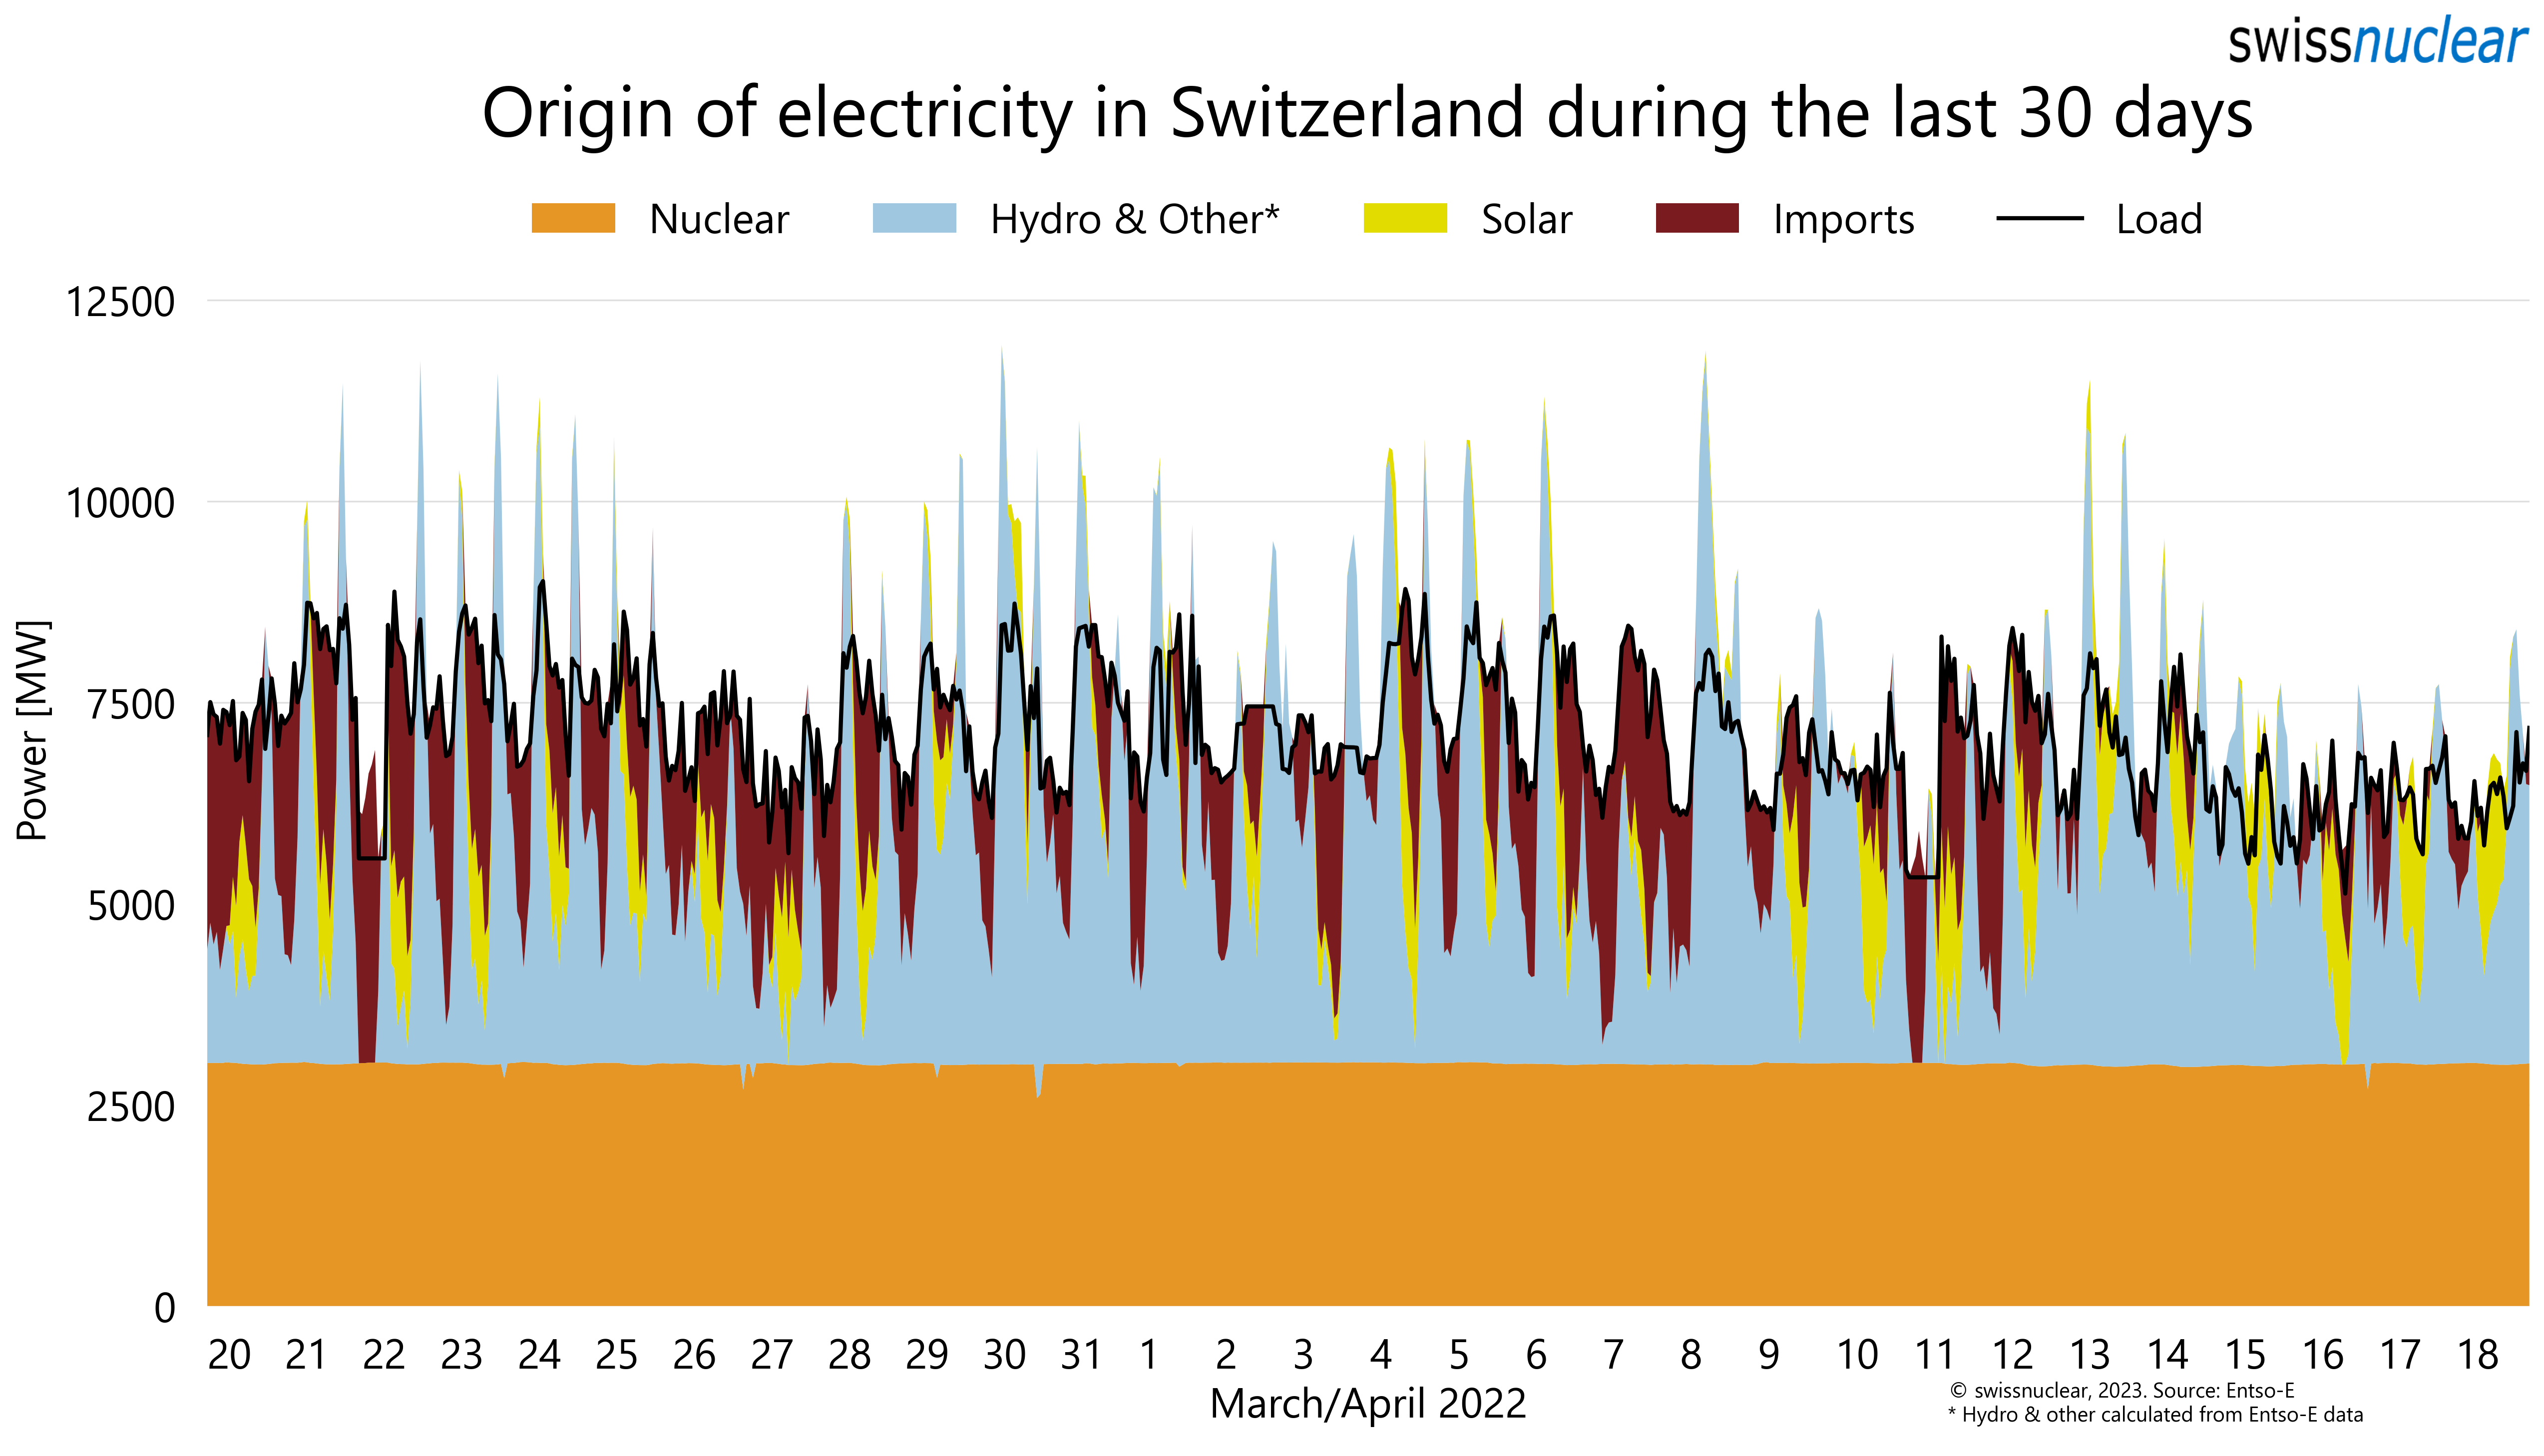 swissnuclear
Origin of electricity in Switzerland during the last 30 days
Nuclear Hydro & Other* Solar Imports Load
12500
10000
7500
5000
2500
0
Power [MW]
20 21 22 23 24 25 26 27 28 29 30 31 1 2 3 4 5 6 7 8 9 10 11 12 13 14 15 16 17 18
March/April 2022
© swissnuclear, 2023. Source: Entso-E
* Hydro & other calculated from Entso-E data